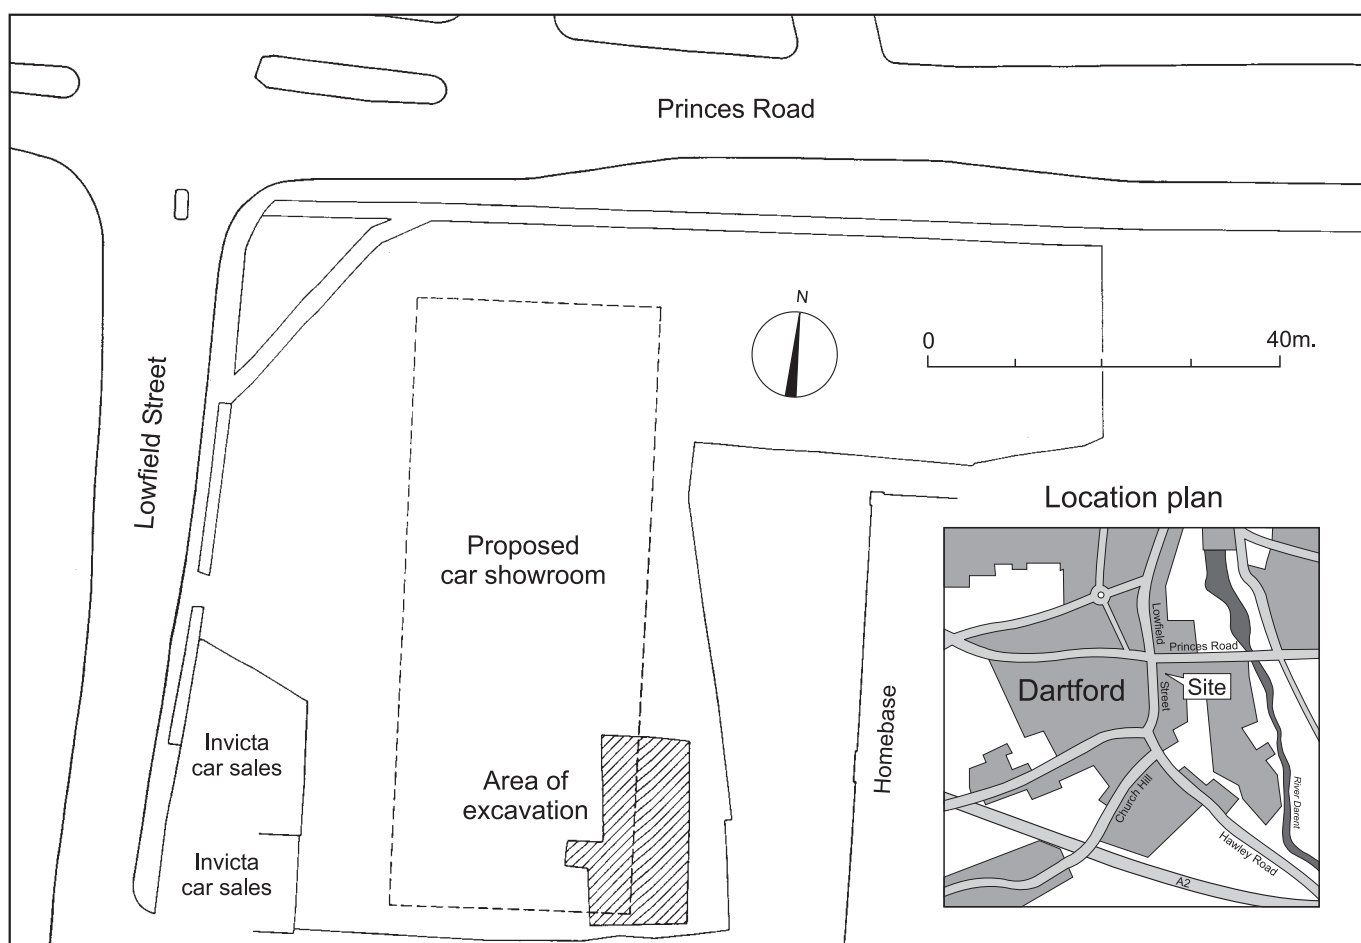 Princes Road
N
0
40m.
Lowfield Street
Location plan
Proposed
car showroom
Lowfield
Princes Road
Dartford
Street
Site
Invicta
car sales
Homebase
Area of
excavation
River Darent
Church Hill
Hawley Road
Invicta
car sales
A2